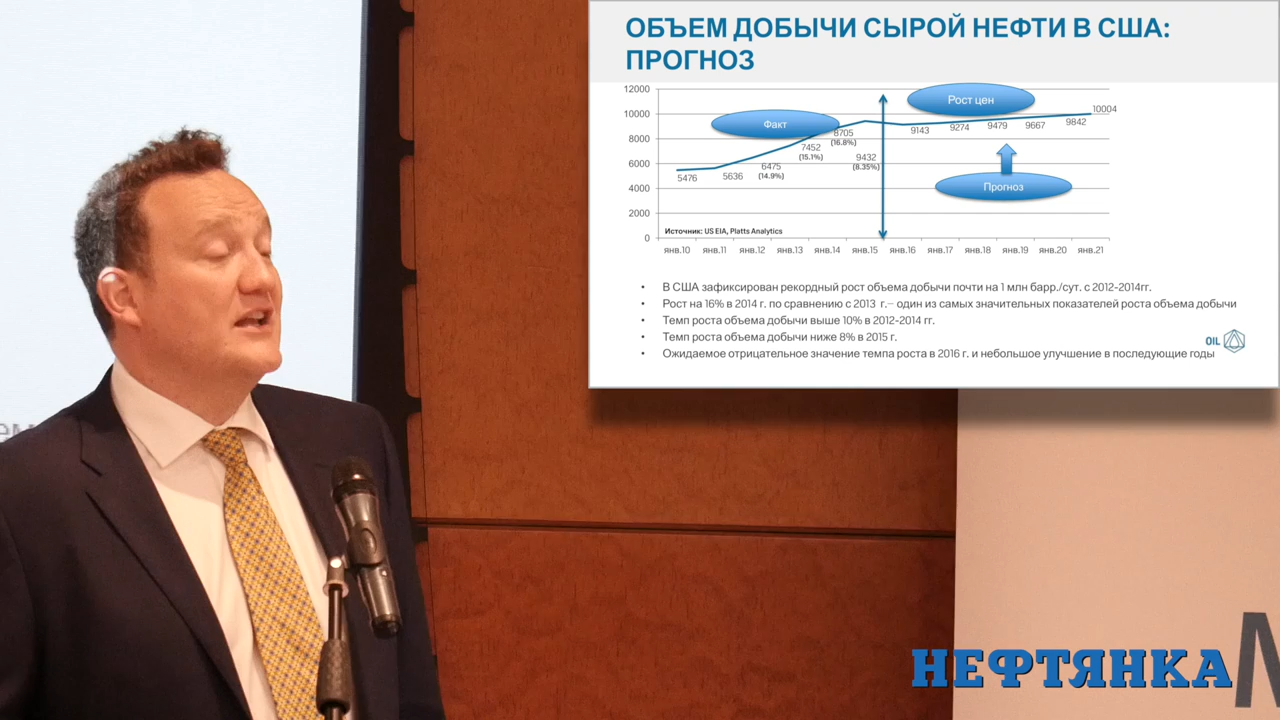 ОБЪЕМ ДОБЫЧИ СЫРОЙ НЕФТИ В США:
ПРОГНОЗ
12000
10000
8000
6000
4000
2000
0
Факт
Рост цен
Прогноз
5476
5636
6475
(14.9%)
7452
(15.1%)
8705
(16.8%)
9432
(8.35%)
9143
9274
9479
9667
9842
10004
Источник: US EIA, Platts Analytics
янв.10 янв.11 янв.12 янв.13 янв.14 янв.15 янв.16 янв.17 янв.18 янв.19 янв.20 янв.21
• В США зафиксирован рекордный рост объема добычи почти на 1 млн барр./сут. с 2012-2014гг.
• Рост на 16% в 2014 г. по сравнению с 2013 г.– один из самых значительных показателей роста объема добычи
• Темп роста объема добычи выше 10% в 2012-2014 гг.
• Темп роста объема добычи ниже 8% в 2015 г.
• Ожидаемое отрицательное значение темпа роста в 2016 г. и небольшое улучшение в последующие годы
OIL
НЕФТЯНКА